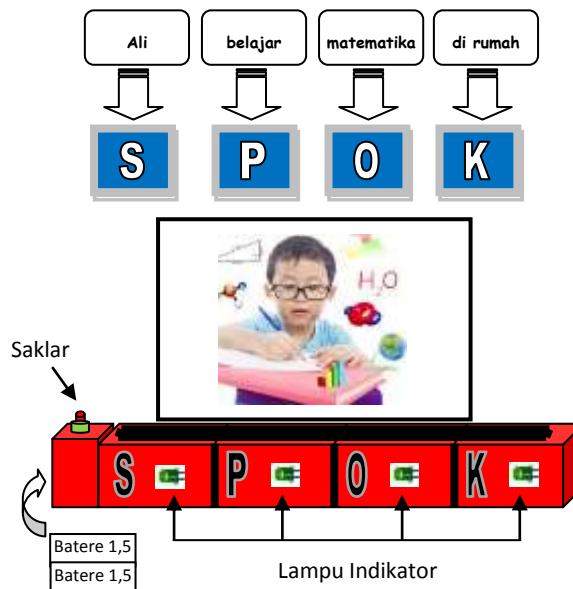 Ali belajar matematika di rumah
S P O K
H2O
Saklar
S P O K
Batere 1,5
Batere 1,5
Lampu Indikator